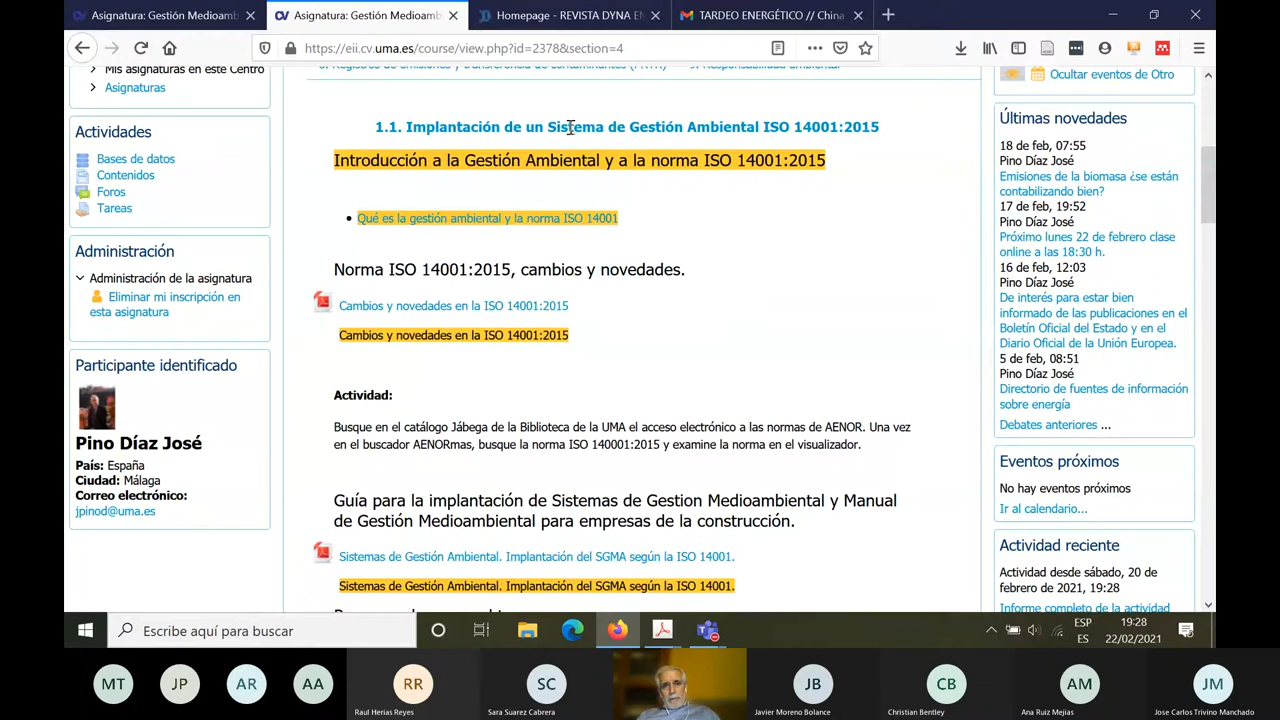 Asignatura: Gestión Medioamb
Asignatura: Gestión Medioamb
Homepage - REVISTA DYNA EN
TARDEO ENERGÉTICO // China
https://eii.cv.uma.es/course/view.php?id=2378&section=4
Mis asignaturas en este Centro
Asignaturas
Actividades
Bases de datos
Contenidos
Foros
Tareas
Administración
Administración de la asignatura
Eliminar mi inscripción en
esta asignatura
Participante identificado
Pino Díaz José
País: España
Ciudad: Málaga
Correo electrónico:
jpinod@uma.es
1.1. Implantación de un Sistema de Gestión Ambiental ISO 14001:2015
Introducción a la Gestión Ambiental y a la norma ISO 14001:2015
Qué es la gestión ambiental y la norma ISO 14001
Norma ISO 14001:2015, cambios y novedades.
Cambios y novedades en la ISO 14001:2015
Cambios y novedades en la ISO 14001:2015
Actividad:
Busque en el catálogo Jábega de la Biblioteca de la UMA el acceso electrónico a las normas de AENOR. Una vez
en el buscador AENORmas, busque la norma ISO 140001:2015 y examine la norma en el visualizador.
Guía para la implantación de Sistemas de Gestion Medioambiental y Manual
de Gestión Medioambiental para empresas de la construcción.
Sistemas de Gestión Ambiental. Implantación del SGMA según la ISO 14001.
Sistemas de Gestión Ambiental. Implantación del SGMA según la ISO 14001.
Ocultar eventos de Otro
Últimas novedades
18 de feb, 07:55
Pino Díaz José
Emisiones de la biomasa ¿se están
contabilizando bien?
17 de feb, 19:52
Pino Díaz José
Próximo lunes 22 de febrero clase
online a las 18:30 h.
16 de feb, 12:03
Pino Díaz José
De interés para estar bien
informado de las publicaciones en el
Boletín Oficial del Estado y en el
Diario Oficial de la Unión Europea.
5 de feb, 08:51
Pino Díaz José
Directorio de fuentes de información
sobre energía
Debates anteriores ...
Eventos próximos
No hay eventos próximos
Ir al calendario...
Actividad reciente
Actividad desde sábado, 20 de
febrero de 2021, 19:28
Informe completo de la actividad
Escribe aquí para buscar
ESP
ES
19:28
22/02/2021
MT
JP
AR
AA
RR
Raul Herias Reyes
SC
Sara Suarez Cabrera
JB
Javier Moreno Bolance
CB
Christian Bentley
AM
Ana Ruiz Mejias
JM
Jose Carlos Trivino Manchado